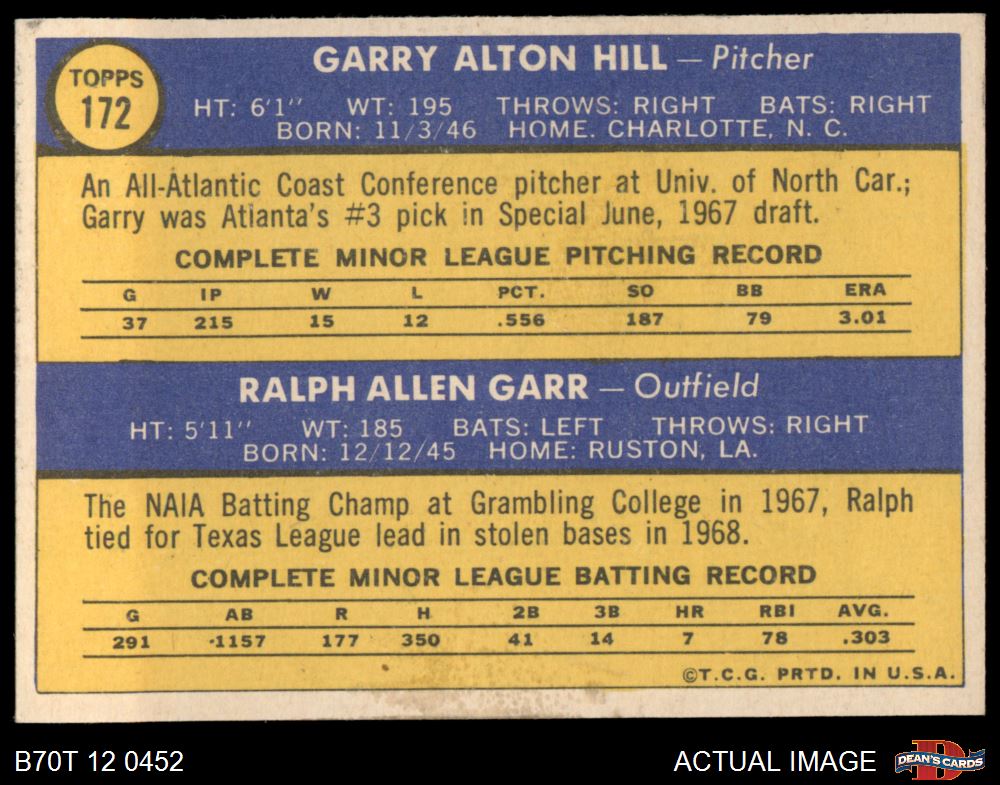 TOPPS
172
GARRY ALTON HILL — Pitcher
HT: 6'1" WT: 195 THROWS: RIGHT BATS: RIGHT
BORN: 11/3/46 HOME. CHARLOTTE, N. C.
An All-Atlantic Coast Conference pitcher at Univ. of North Car.;
Garry was Atlanta's #3 pick in Special June, 1967 draft.
COMPLETE MINOR LEAGUE PITCHING RECORD
G IP W L PCT. SO BB ERA
37 215 15 12 .556 187 79 3.01
RALPH ALLEN GARR — Outfield
HT: 5'11" WT: 185 BATS: LEFT THROWS: RIGHT
BORN: 12/12/45 HOME: RUSTON, LA.
The NAIA Batting Champ at Grambling College in 1967, Ralph
tied for Texas League lead in stolen bases in 1968.
COMPLETE MINOR LEAGUE BATTING RECORD
G AB R H 2B 3B HR RBI AVG.
291 -1157 177 350 41 14 7 78 .303
©T.C.G. PRTD. IN U.S.A.
B70T 12 0452
ACTUAL IMAGE
D
DEAN'S CARDS